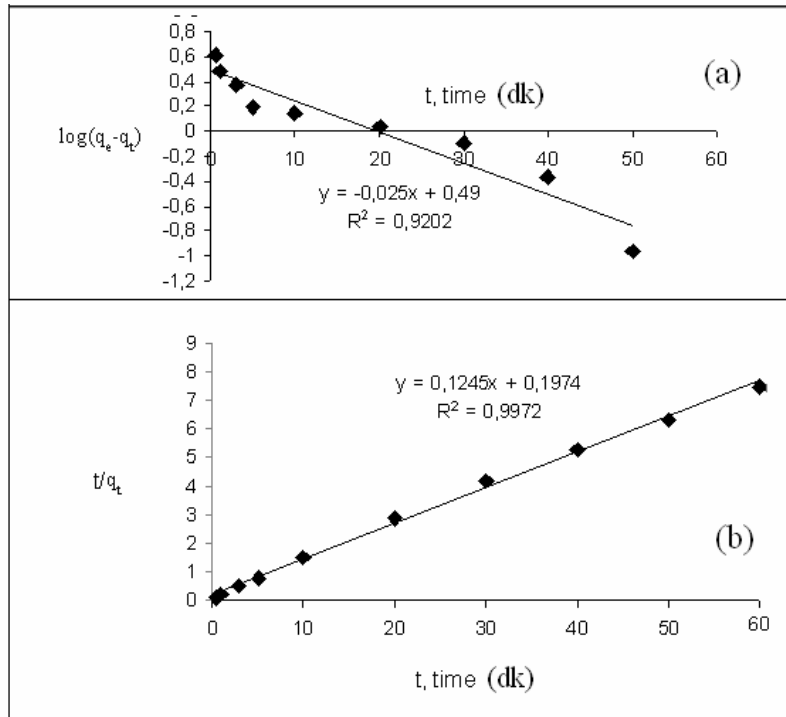 0,8
0,6
0,4
0,2
0
-0,2
-0,4
-0,6
-0,8
-1
-1,2
log(qₑ-qₜ)
(a)
t, time (dk)
0 10 20 30 40 50 60
y = -0,025x + 0,49
R² = 0,9202
9
8
7
6
5
4
3
2
1
0
t/qₜ
y = 0,1245x + 0,1974
R² = 0,9972
(b)
0 10 20 30 40 50 60
t, time (dk)